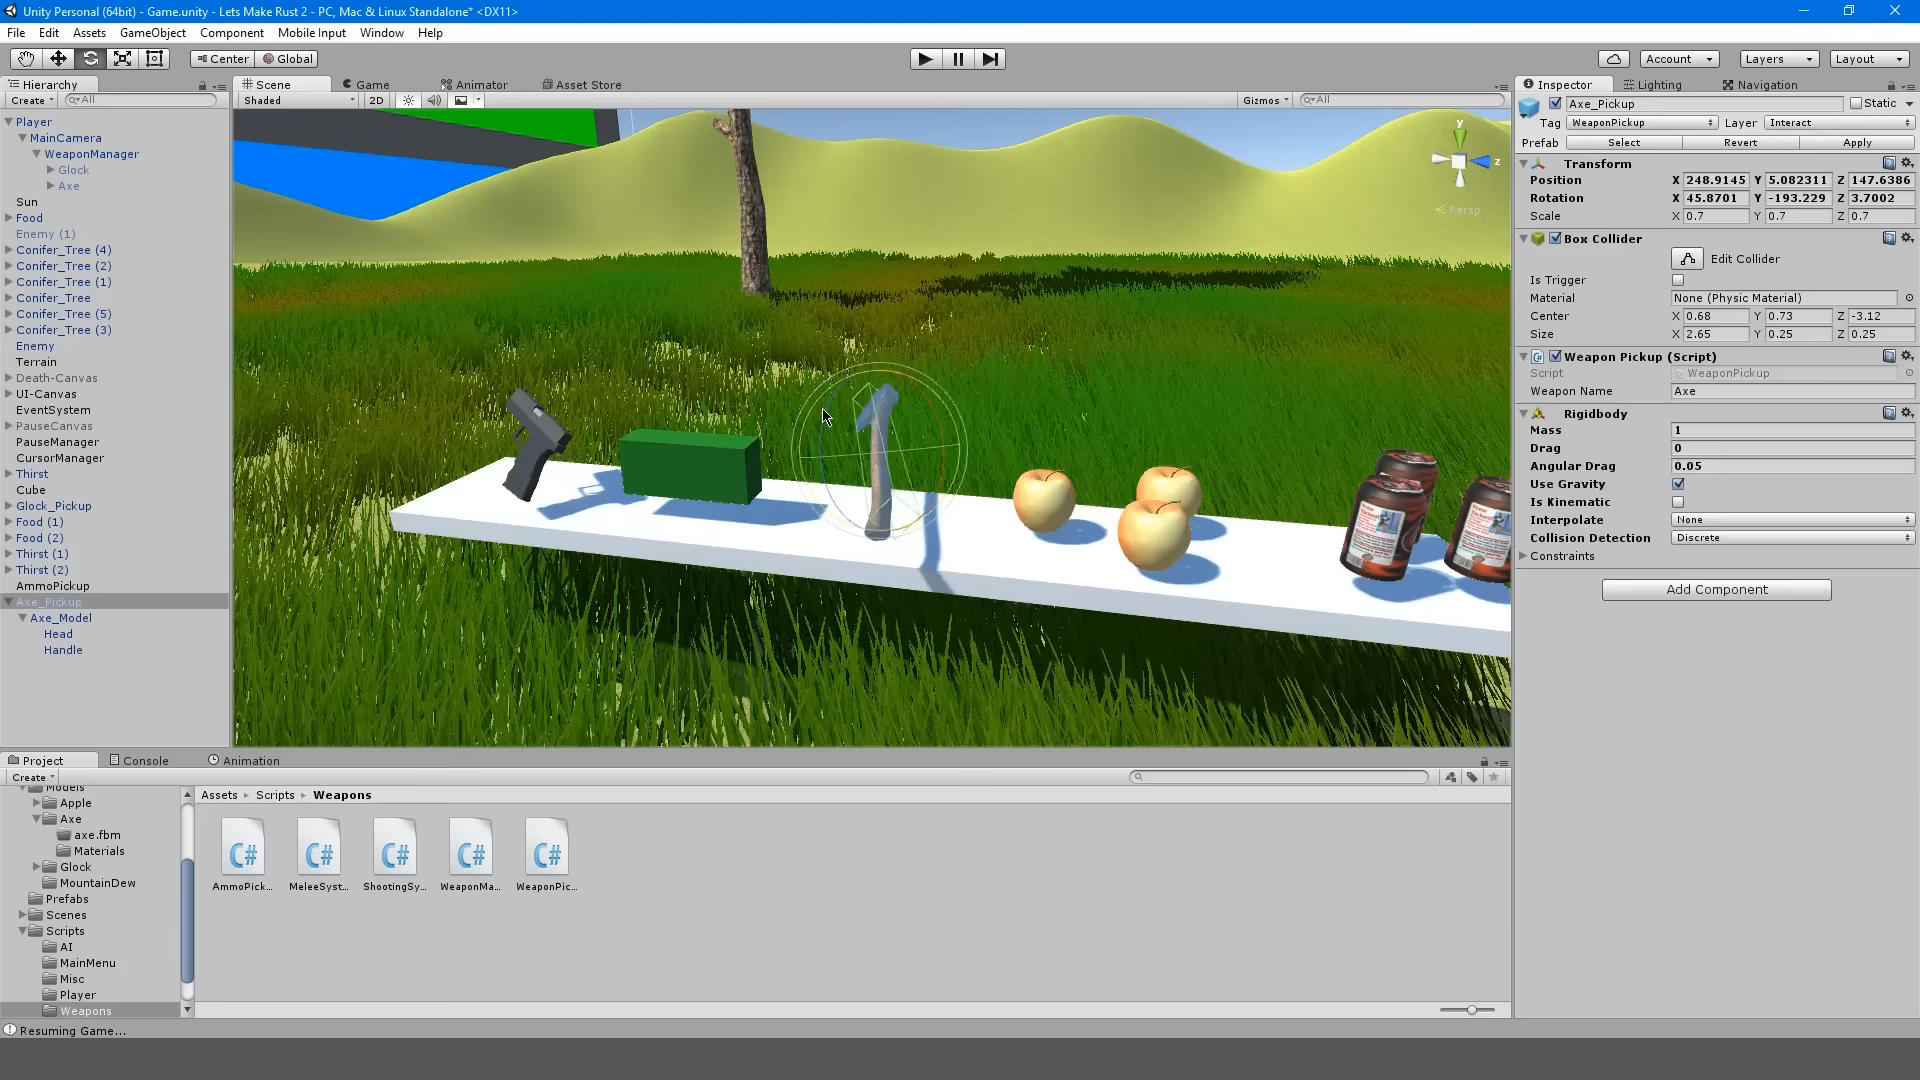 Unity Personal (64bit) - Game.unity - Lets Make Rust 2 - PC, Mac & Linux Standalone* <DX11>
File Edit Assets GameObject Component Mobile Input Window Help
Center Global Account Layers Layout
Hierarchy
Create All
Player
MainCamera
WeaponManager
Glock
Axe
Sun
Food
Enemy (1)
Conifer_Tree (4)
Conifer_Tree (2)
Conifer_Tree (1)
Conifer_Tree
Conifer_Tree (5)
Conifer_Tree (3)
Enemy
Terrain
Death-Canvas
UI-Canvas
EventSystem
PauseCanvas
PauseManager
CursorManager
Thirst
Cube
Glock_Pickup
Food (1)
Food (2)
Thirst (1)
Thirst (2)
AmmoPickup
Axe_Pickup
Axe_Model
Head
Handle
Scene Game Animator Asset Store
Shaded 2D Gizmos All
y
z
Persp
Inspector Lighting Navigation
Axe_Pickup Static
Tag WeaponPickup Layer Interact
Prefab Select Revert Apply
Transform
Position X 248.9145 Y 5.082311 Z 147.6386
Rotation X 45.8701 Y -193.229 Z 3.7002
Scale X 0.7 Y 0.7 Z 0.7
Box Collider
Edit Collider
Is Trigger
Material None (Physic Material)
Center X 0.68 Y 0.73 Z -3.12
Size X 2.65 Y 0.25 Z 0.25
Weapon Pickup (Script)
Script WeaponPickup
Weapon Name Axe
Rigidbody
Mass 1
Drag 0
Angular Drag 0.05
Use Gravity
Is Kinematic
Interpolate None
Collision Detection Discrete
Constraints
Add Component
Project Console Animation
Create
Models
Apple
Axe
axe.fbm
Materials
Glock
MountainDew
Prefabs
Scenes
Scripts
AI
MainMenu
Misc
Player
Weapons
Assets Scripts Weapons
C# C# C# C# C#
AmmoPick... MeleeSyst... ShootingSy... WeaponMa... WeaponPic...
Resuming Game...